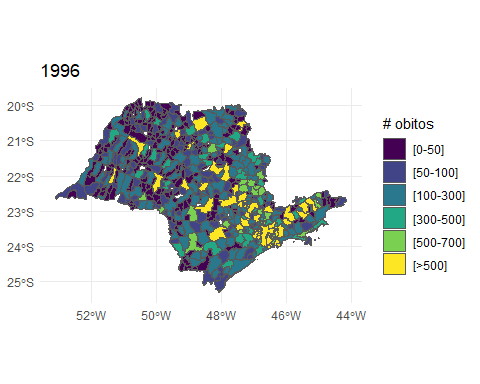 1996
# obitos
20°S
21°S
22°S
23°S
24°S
25°S
52°W 50°W 48°W 46°W 44°W
[0-50]
[50-100]
[100-300]
[300-500]
[500-700]
[>500]